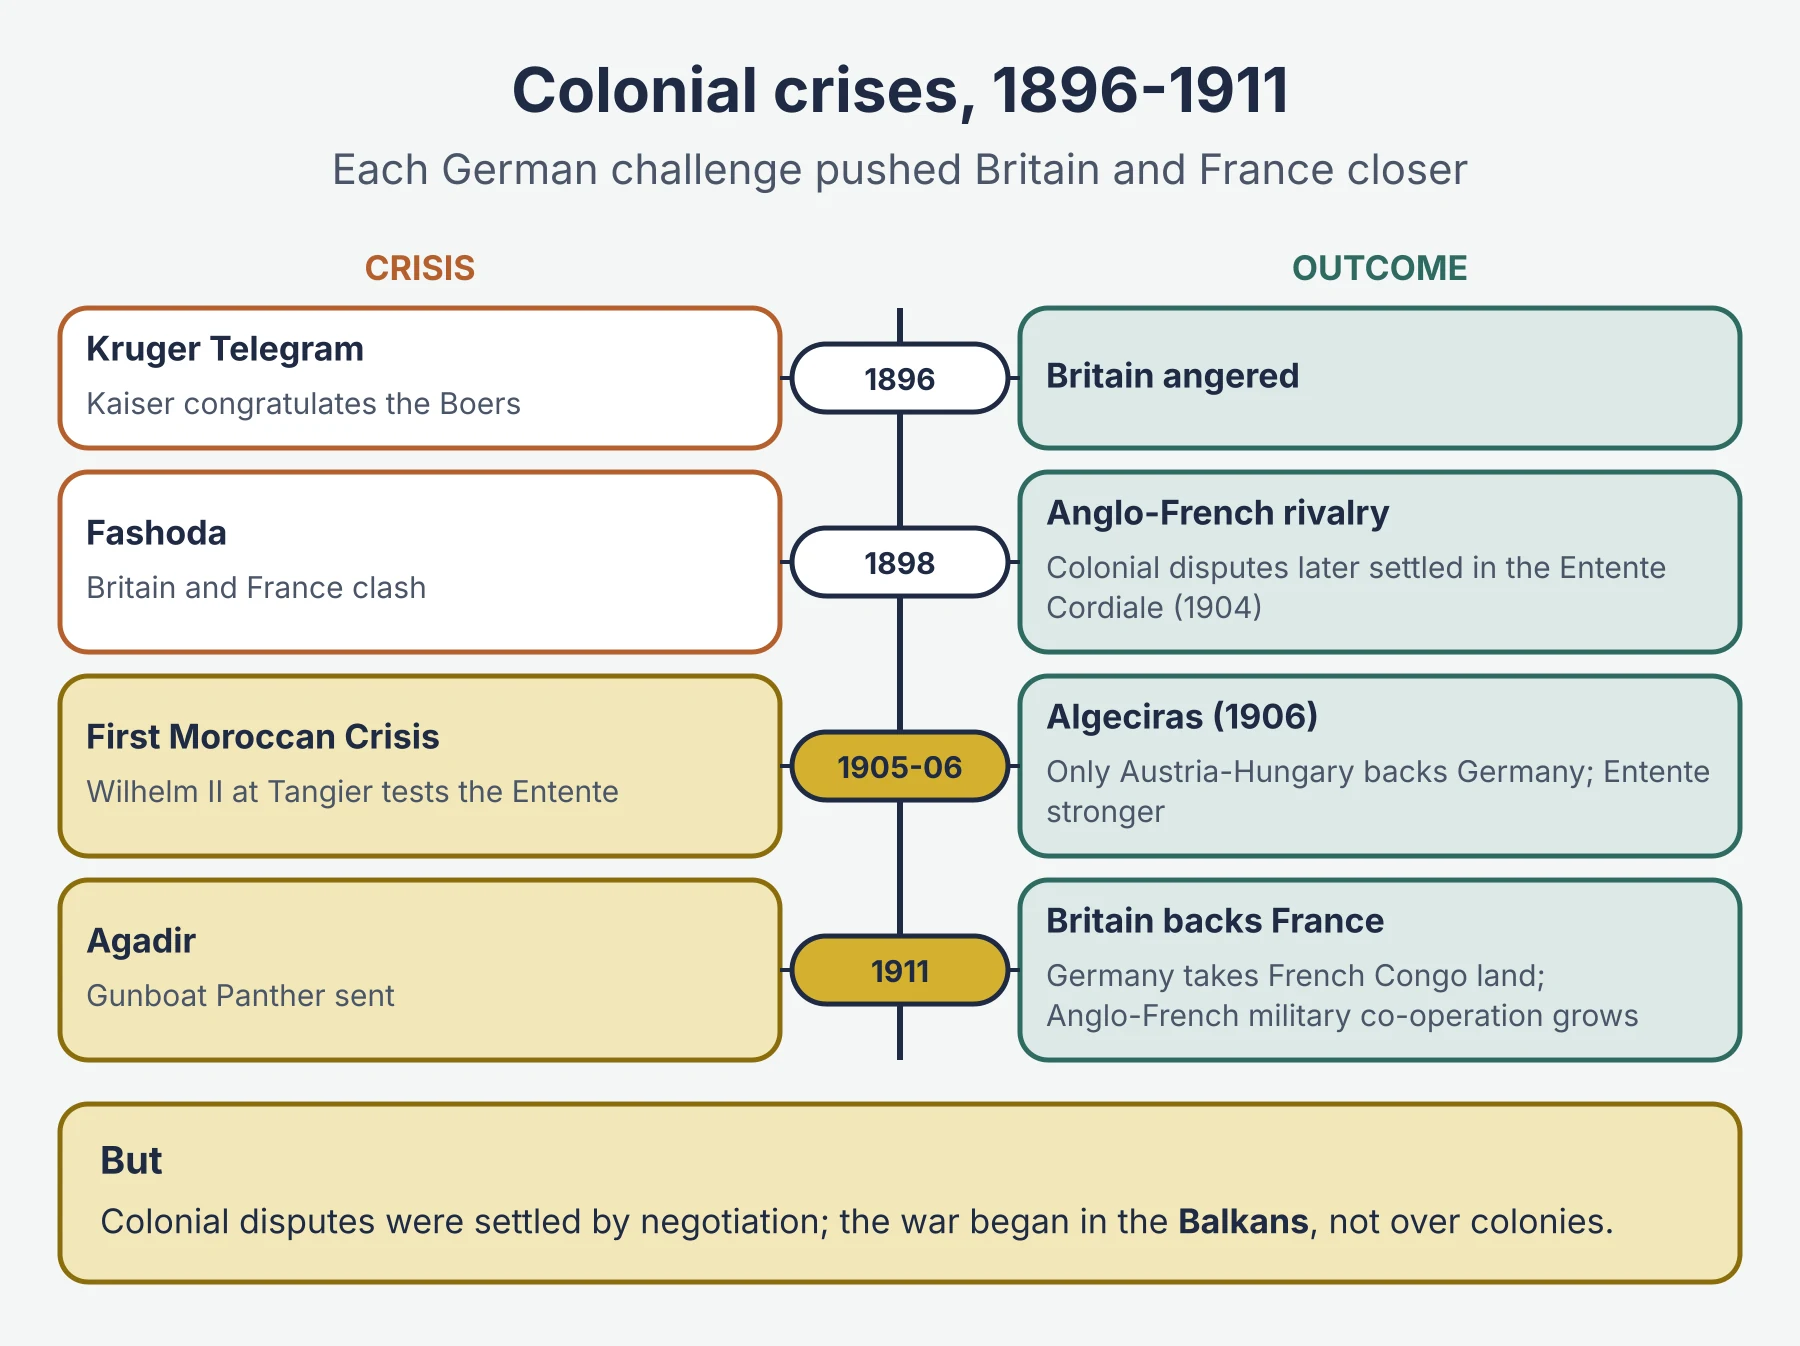 Colonial crises, 1896-1911
Each German challenge pushed Britain and France closer
CRISIS
OUTCOME
Kruger Telegram
Kaiser congratulates the Boers
1896
Britain angered
Fashoda
Britain and France clash
1898
Anglo-French rivalry
Colonial disputes later settled in the Entente
Cordiale (1904)
First Moroccan Crisis
Wilhelm II at Tangier tests the Entente
1905-06
Algeciras (1906)
Only Austria-Hungary backs Germany; Entente
stronger
Agadir
Gunboat Panther sent
1911
Britain backs France
Germany takes French Congo land;
Anglo-French military co-operation grows
But
Colonial disputes were settled by negotiation; the war began in the Balkans, not over colonies.